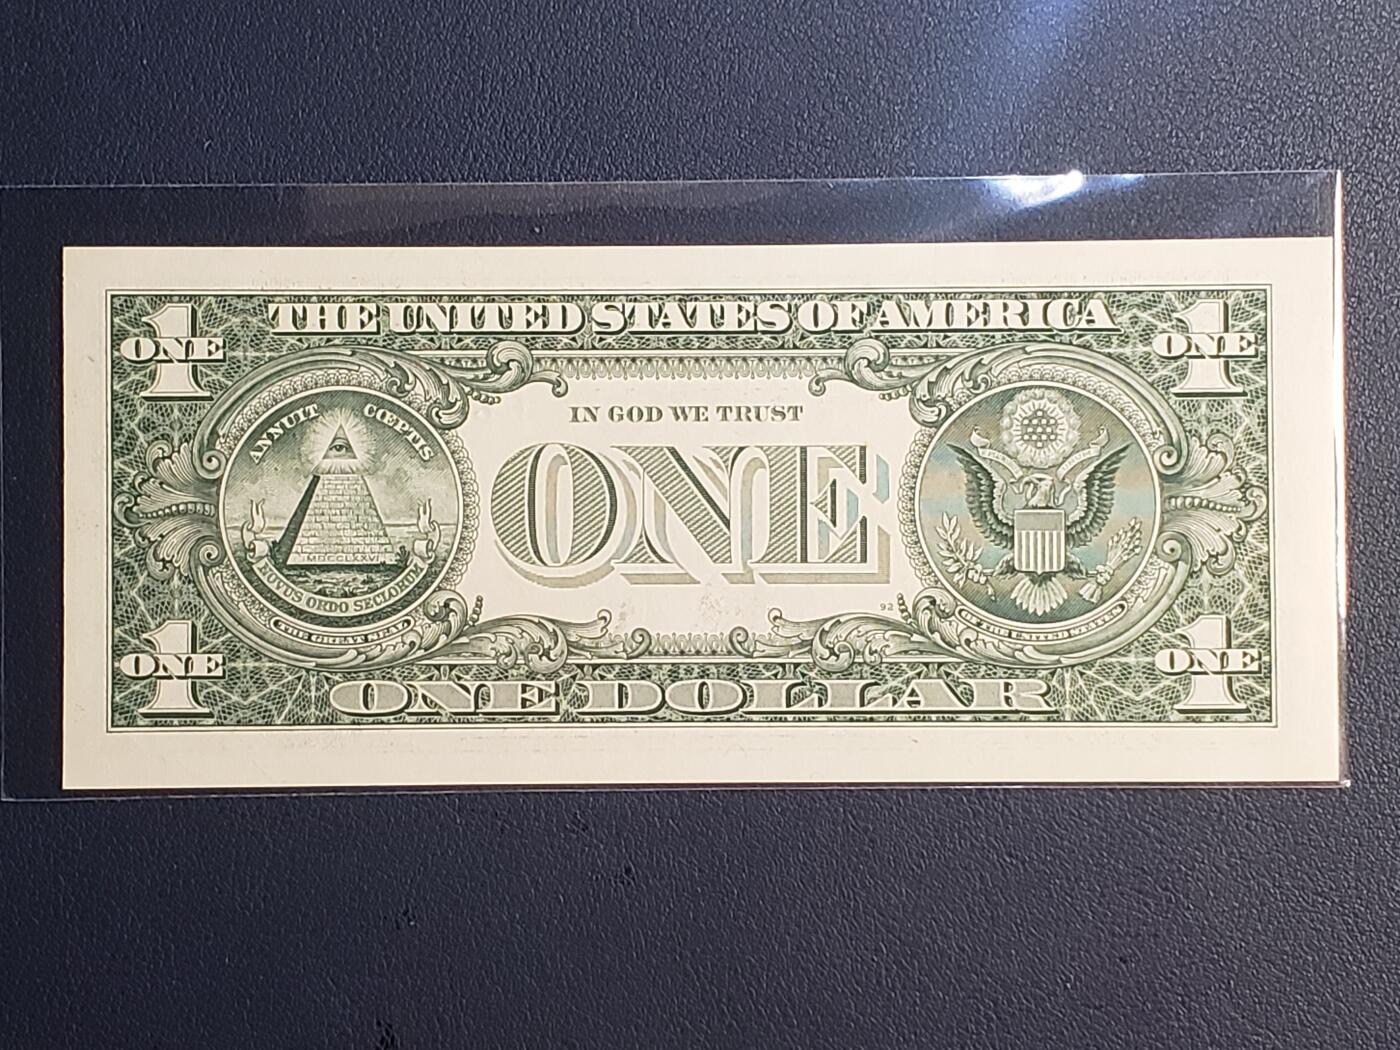 THE UNITED STATES OF AMERICA
1
ONE
1
ONE
IN GOD WE TRUST
ANNUIT CŒPTIS
ONE
MDCCLXXVI
NOVUS ORDO SECLORUM
92
THE GREAT SEAL
OF THE UNITED STATES
1
ONE
1
ONE
ONE DOLLAR